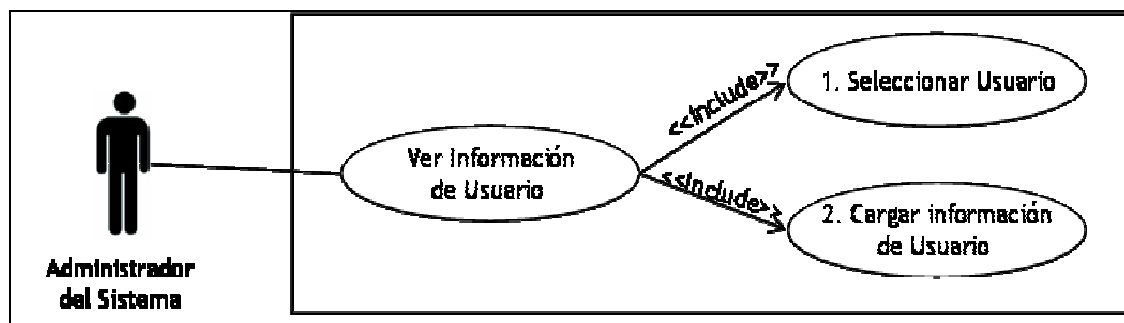 1. Seleccionar Usuario
<<Include>>
Ver Información
de Usuario
<<Include>>
2. Cargar información
de Usuario
Administrador
del Sistema